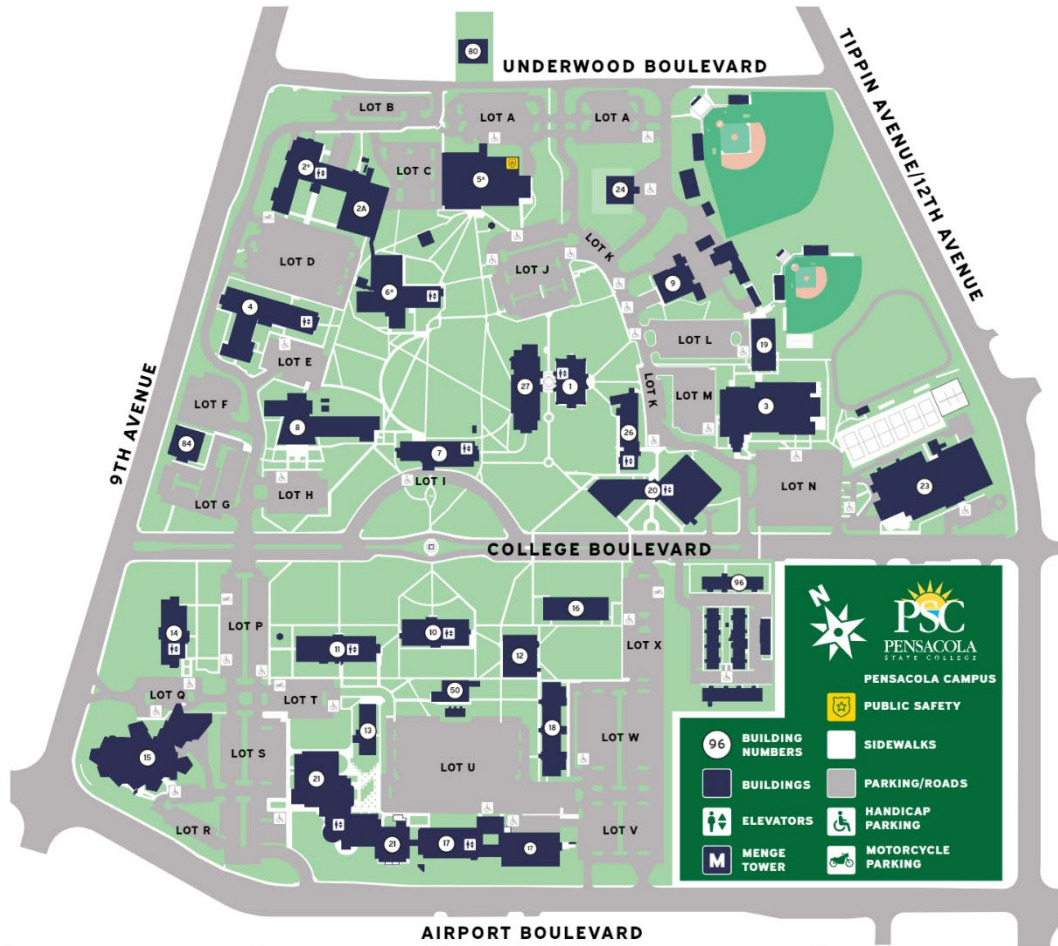 80
UNDERWOOD BOULEVARD
TIPPIN AVENUE/12TH AVENUE
LOT B
LOT A
LOT A
2*
LOT C
5*
24
2A
LOT K
LOT D
LOT J
9
6*
4
LOT L
19
LOT E
27
1
LOT K
LOT M
3
LOT F
8
26
9TH AVENUE
84
7
LOT I
20
LOT N
23
LOT G
LOT H
COLLEGE BOULEVARD
96
16
LOT P
14
10
11
12
LOT X
LOT Q
LOT T
50
13
18
LOT W
15
LOT S
LOT U
21
LOT R
21
17
17
LOT V
AIRPORT BOULEVARD
N
PSC
PENSACOLA
STATE COLLEGE
PENSACOLA CAMPUS
PUBLIC SAFETY
96
BUILDING
NUMBERS
SIDEWALKS
BUILDINGS
PARKING/ROADS
ELEVATORS
HANDICAP
PARKING
M
MENGE
TOWER
MOTORCYCLE
PARKING